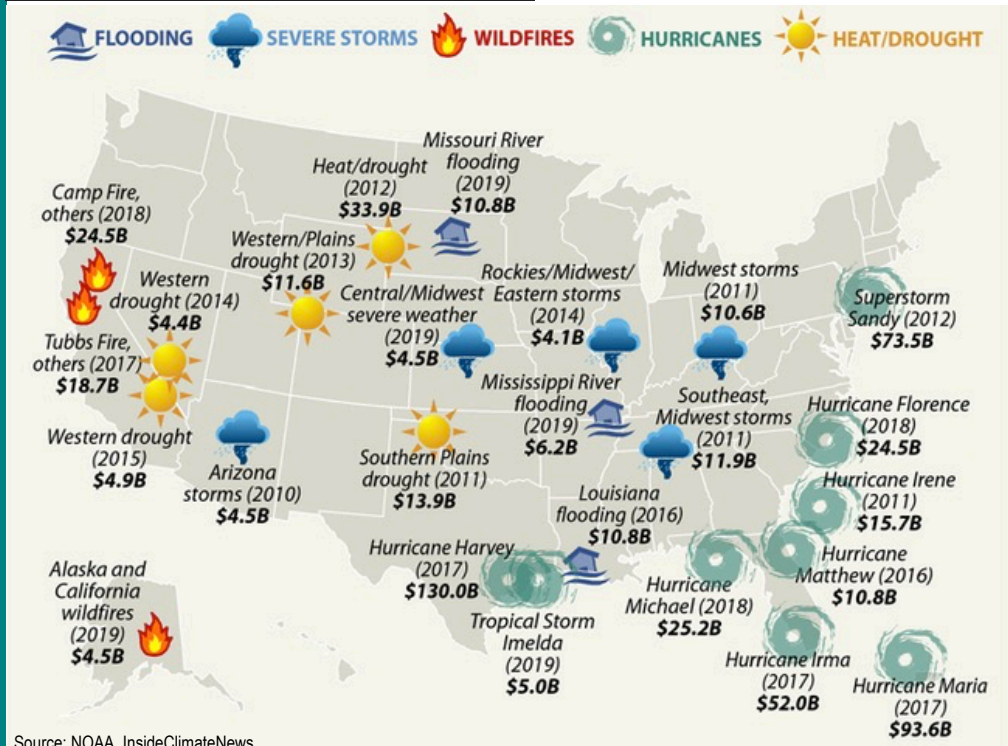 FLOODING
SEVERE STORMS
WILDFIRES
HURRICANES
HEAT/DROUGHT
Missouri River
flooding
(2019)
$10.8B
Heat/drought
(2012)
$33.9B
Camp Fire,
others (2018)
$24.5B
Western/Plains
drought (2013)
$11.6B
Western
drought (2014)
$4.4B
Central/Midwest
severe weather
(2019)
$4.5B
Rockies/Midwest/
Eastern storms
(2014)
$4.1B
Midwest storms
(2011)
$10.6B
Superstorm
Sandy (2012)
$73.5B
Tubbs Fire,
others (2017)
$18.7B
Mississippi River
flooding
(2019)
$6.2B
Southeast,
Midwest storms
(2011)
$11.9B
Hurricane Florence
(2018)
$24.5B
Western drought
(2015)
$4.9B
Arizona
storms (2010)
$4.5B
Southern Plains
drought (2011)
$13.9B
Louisiana
flooding (2016)
$10.8B
Hurricane Irene
(2011)
$15.7B
Hurricane Harvey
(2017)
$130.0B
Hurricane
Matthew (2016)
$10.8B
Alaska and
California
wildfires
(2019)
$4.5B
Hurricane
Michael (2018)
$25.2B
Tropical Storm
Imelda
(2019)
$5.0B
Hurricane Irma
(2017)
$52.0B
Hurricane Maria
(2017)
$93.6B
Source: NOAA, InsideClimateNews